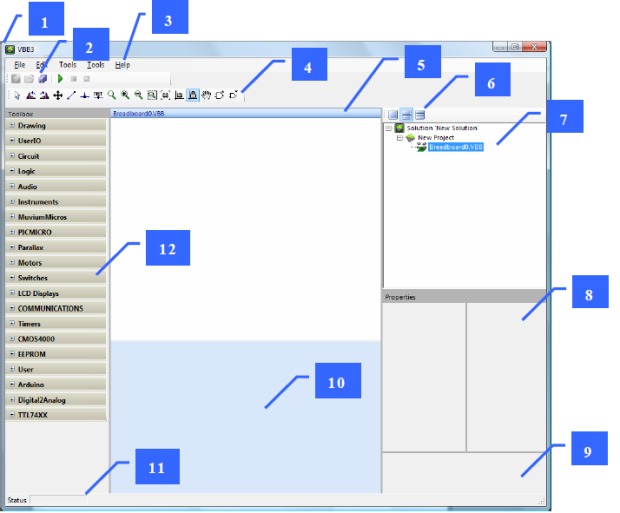 1
3
VBB3
2
File Edit Tools Tools Help
4
5
6
7
Toolbox
Breadboard0.VBB
Drawing
UserIO
Circuit
Logic
Audio
Instruments
MuviumMicros
PICMICRO
Parallax
Motors
Switches
LCD Displays
COMMUNICATIONS
Timers
CMOS4000
EEPROM
User
Arduino
Digital2Analog
TTL74XX
12
Solution 'New Solution'
New Project
Breadboard0.VBB
Properties
8
10
9
11
Status